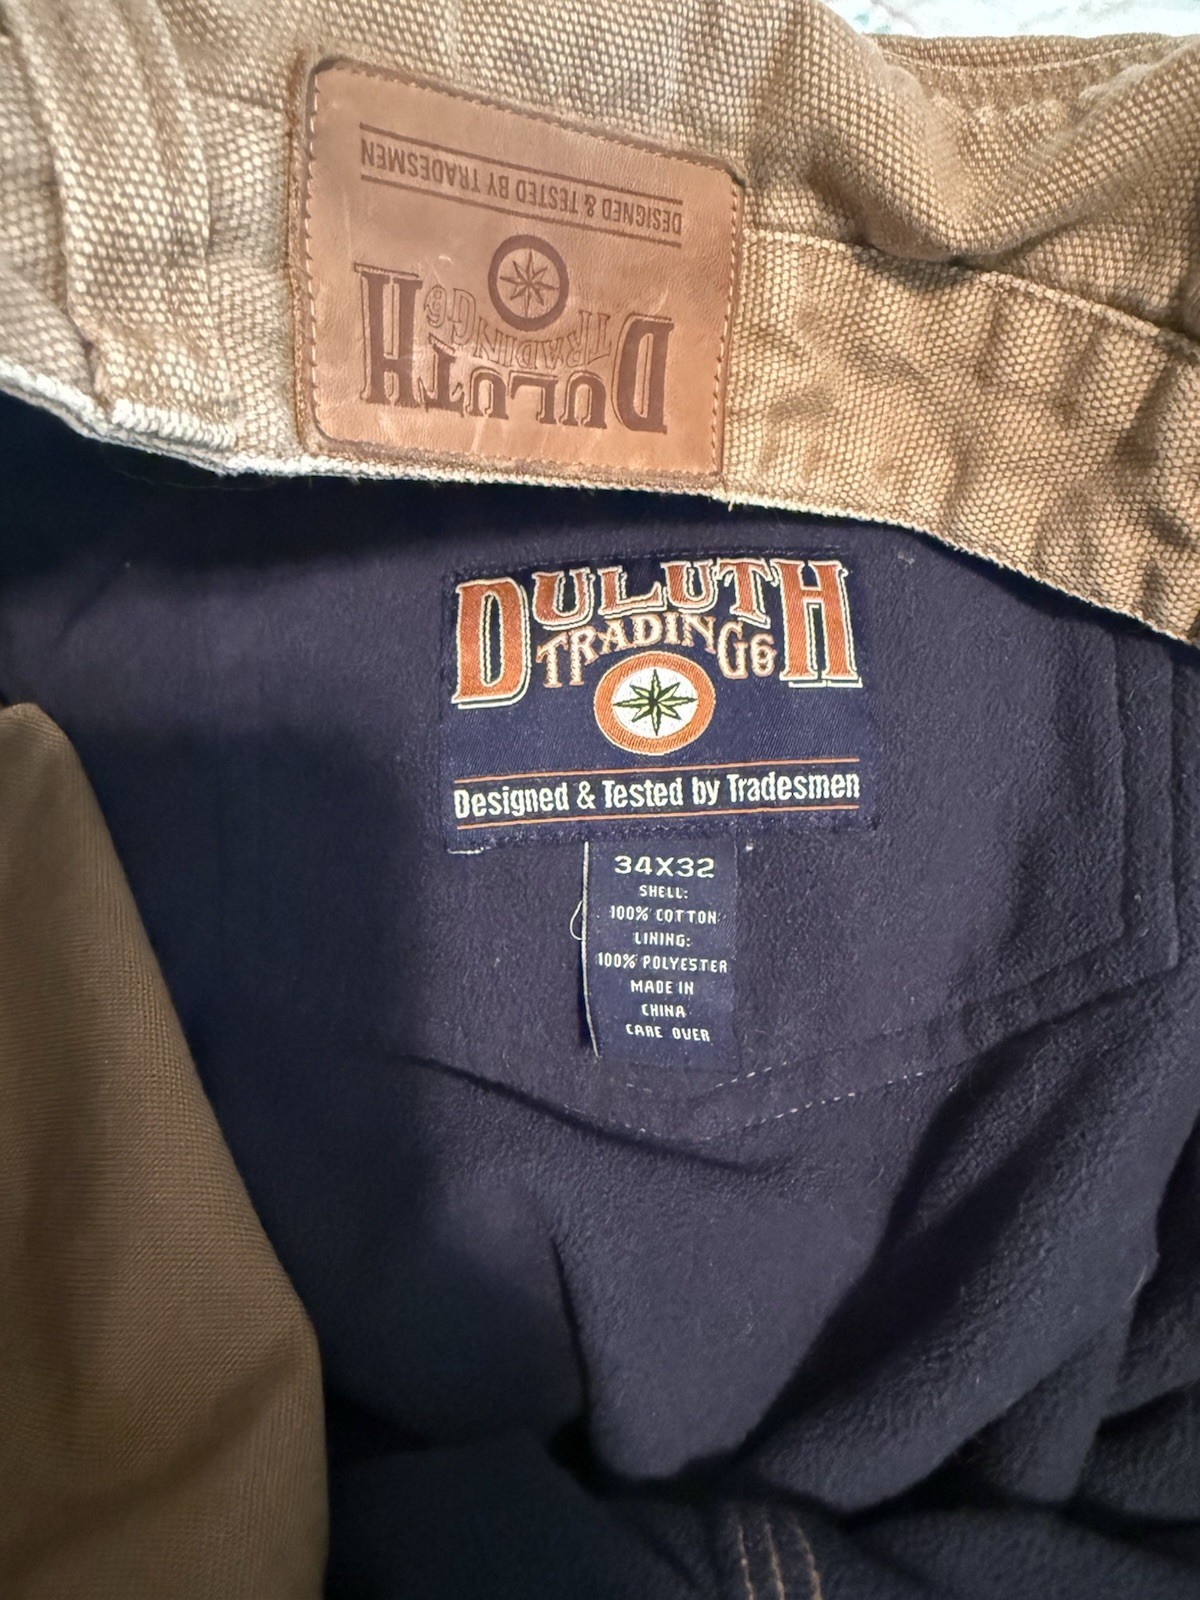 DESIGNED & TESTED BY TRADESMEN
DULUTH
TRADING Co
DULUTH
TRADING Co
Designed & Tested by Tradesmen
34X32
SHELL:
100% COTTON
LINING:
100% POLYESTER
MADE IN
CHINA
CARE OVER